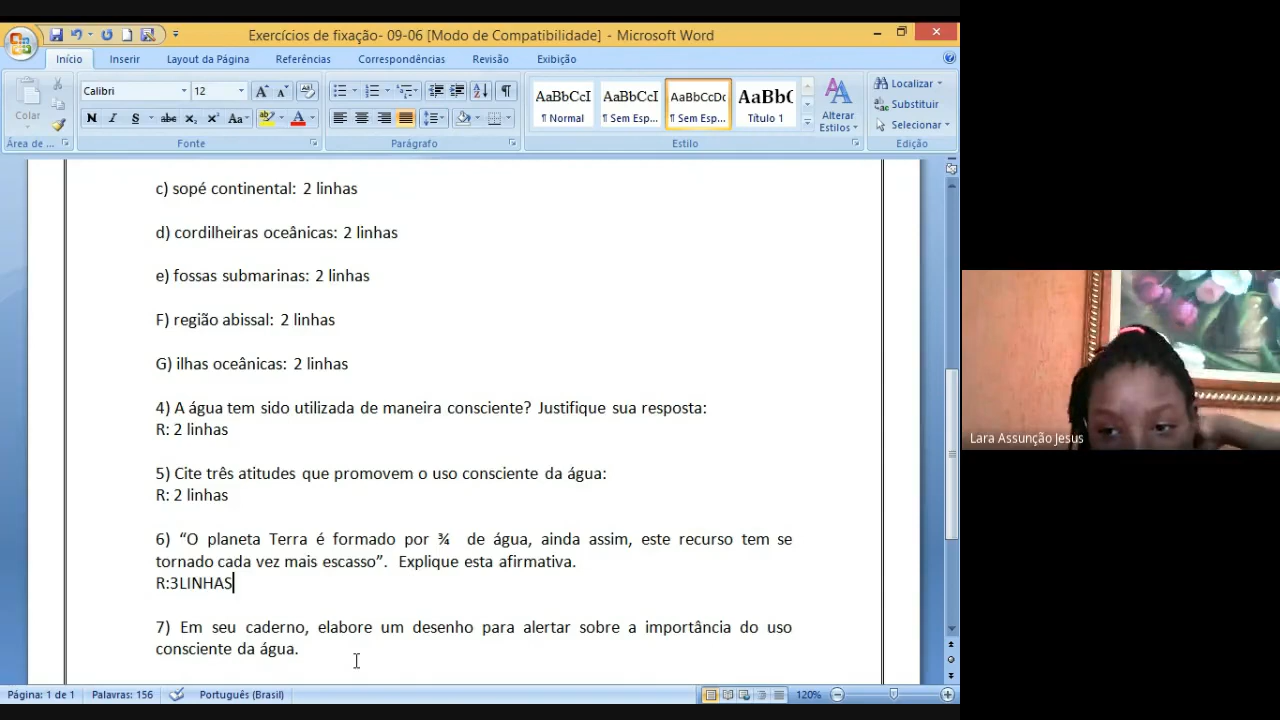 Exercícios de fixação- 09-06 [Modo de Compatibilidade] - Microsoft Word
Início Inserir Layout da Página Referências Correspondências Revisão Exibição
Colar
Calibri 12
N I S abc x₂ x² Aa A
AaBbCcI AaBbCcI AaBbCcDc AaBbC
¶ Normal ¶ Sem Esp... ¶ Sem Esp... Título 1
Alterar Estilos
Localizar
Substituir
Selecionar
Área de ... Fonte Parágrafo Estilo Edição
c) sopé continental: 2 linhas
d) cordilheiras oceânicas: 2 linhas
e) fossas submarinas: 2 linhas
F) região abissal: 2 linhas
G) ilhas oceânicas: 2 linhas
4) A água tem sido utilizada de maneira consciente? Justifique sua resposta:
R: 2 linhas
5) Cite três atitudes que promovem o uso consciente da água:
R: 2 linhas
6) “O planeta Terra é formado por ¾ de água, ainda assim, este recurso tem se
tornado cada vez mais escasso”. Explique esta afirmativa.
R:3LINHAS
7) Em seu caderno, elabore um desenho para alertar sobre a importância do uso
consciente da água.
Lara Assunção Jesus
Página: 1 de 1 Palavras: 156 Português (Brasil) 120%